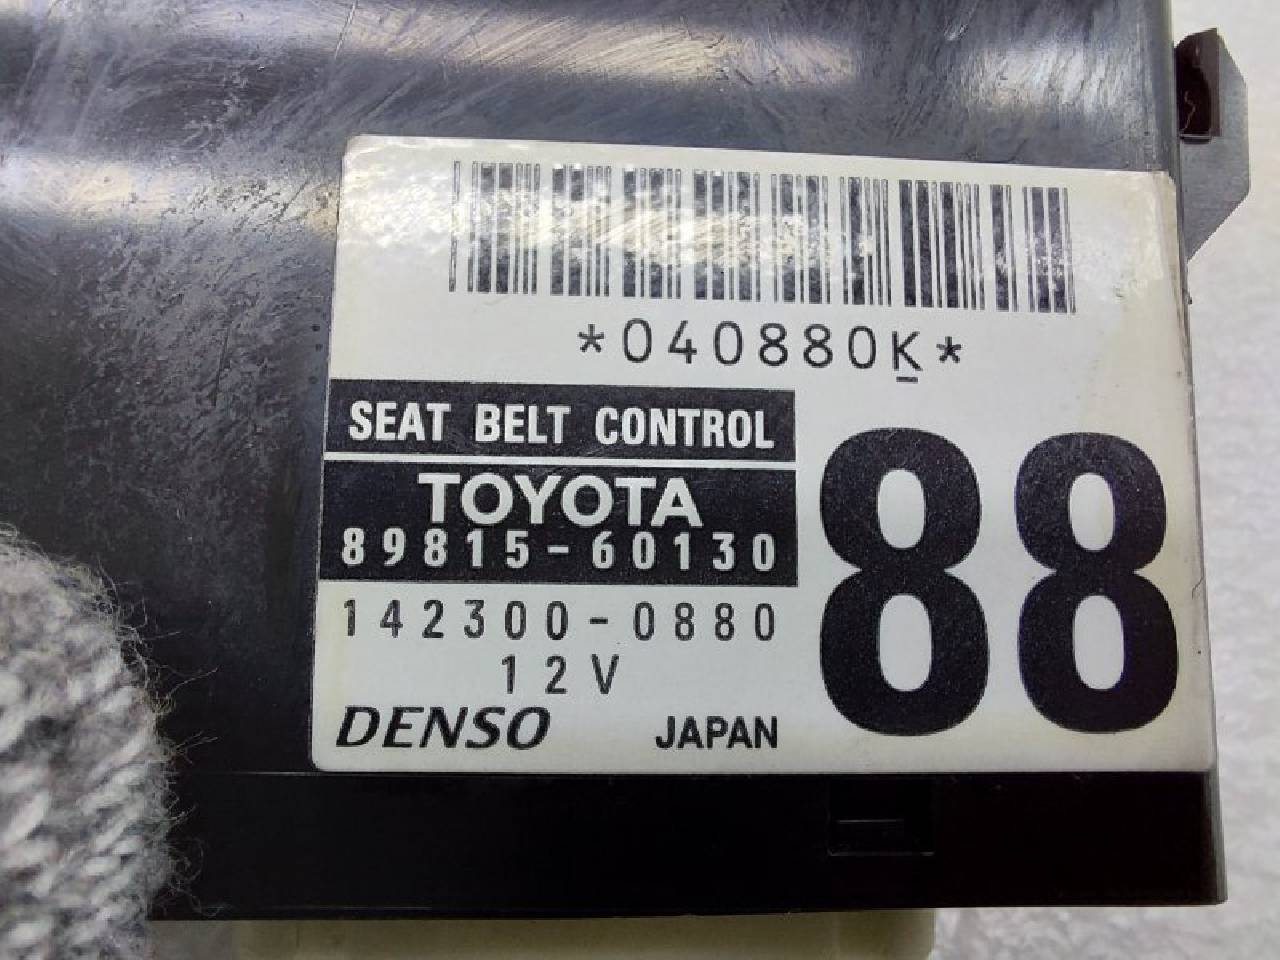 *040880K*
SEAT BELT CONTROL
TOYOTA
89815-60130
88
142300-0880
12V
DENSO JAPAN